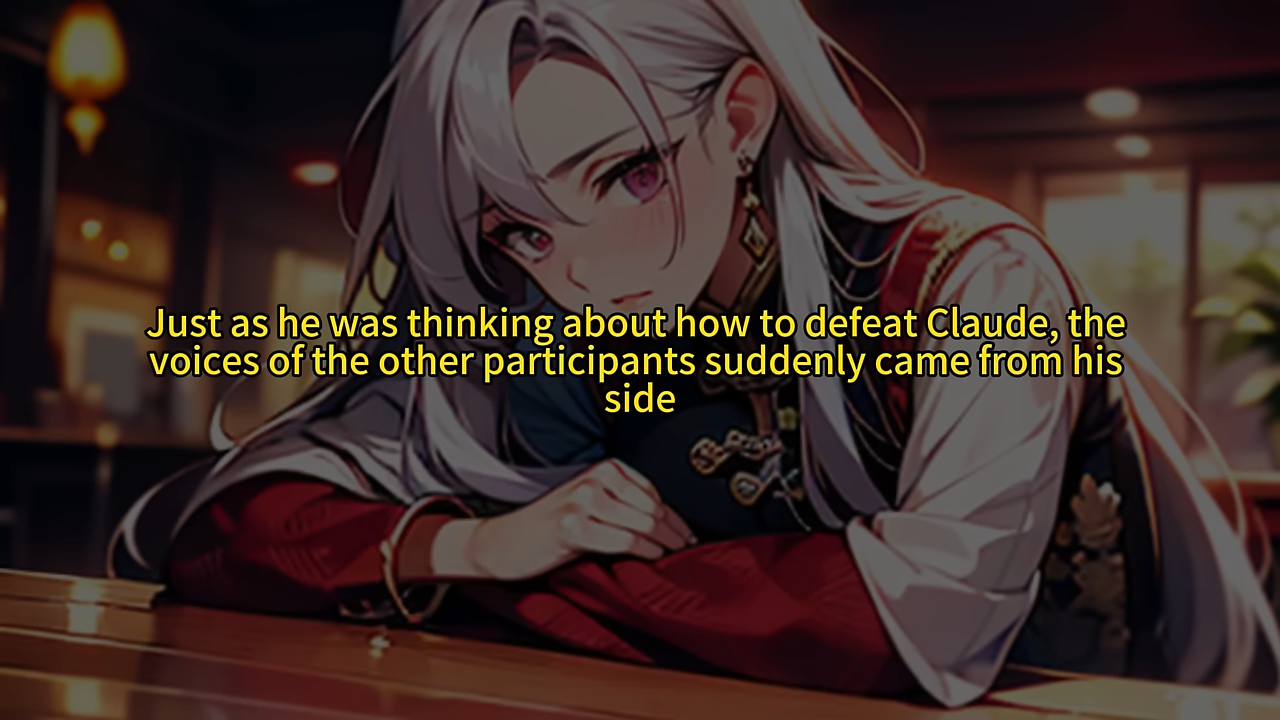 Just as he was thinking about how to defeat Claude, the
voices of the other participants suddenly came from his
side